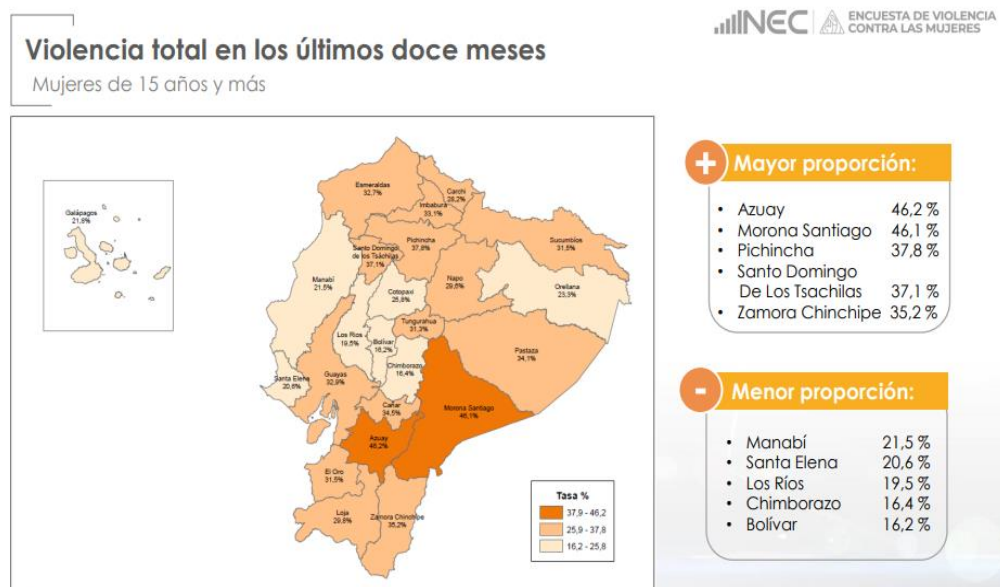 INEC
ENCUESTA DE VIOLENCIA
CONTRA LAS MUJERES
Violencia total en los últimos doce meses
Mujeres de 15 años y más
Galápagos
21,8%
Esmeraldas
32,7%
Carchi
28,2%
Imbabura
33,1%
Sucumbíos
31,5%
Pichincha
37,8%
Santo Domingo
de los Tsáchilas
37,1%
Manabí
21,5%
Napo
29,6%
Orellana
23,3%
Cotopaxi
25,8%
Tungurahua
31,3%
Los Ríos
19,5%
Bolívar
16,2%
Pastaza
34,1%
Chimborazo
16,4%
Santa Elena
20,6%
Guayas
32,9%
Cañar
34,5%
Morona Santiago
46,1%
Azuay
46,2%
El Oro
31,5%
Loja
29,8%
Zamora Chinchipe
35,2%
Tasa %
37,9 - 46,2
25,9 - 37,8
16,2 - 25,8
+ Mayor proporción:
• Azuay 46,2 %
• Morona Santiago 46,1 %
• Pichincha 37,8 %
• Santo Domingo
De Los Tsachilas 37,1 %
• Zamora Chinchipe 35,2 %
- Menor proporción:
• Manabí 21,5 %
• Santa Elena 20,6 %
• Los Ríos 19,5 %
• Chimborazo 16,4 %
• Bolívar 16,2 %